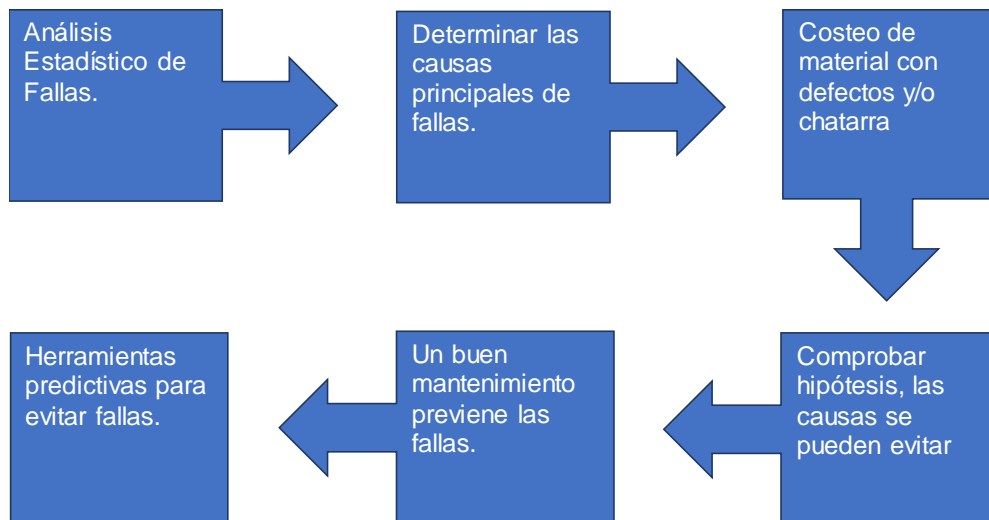 Análisis
Estadístico de
Fallas.
Determinar las
causas
principales de
fallas.
Costeo de
material con
defectos y/o
chatarra
Comprobar
hipótesis, las
causas se
pueden evitar
Un buen
mantenimiento
previene las
fallas.
Herramientas
predictivas para
evitar fallas.